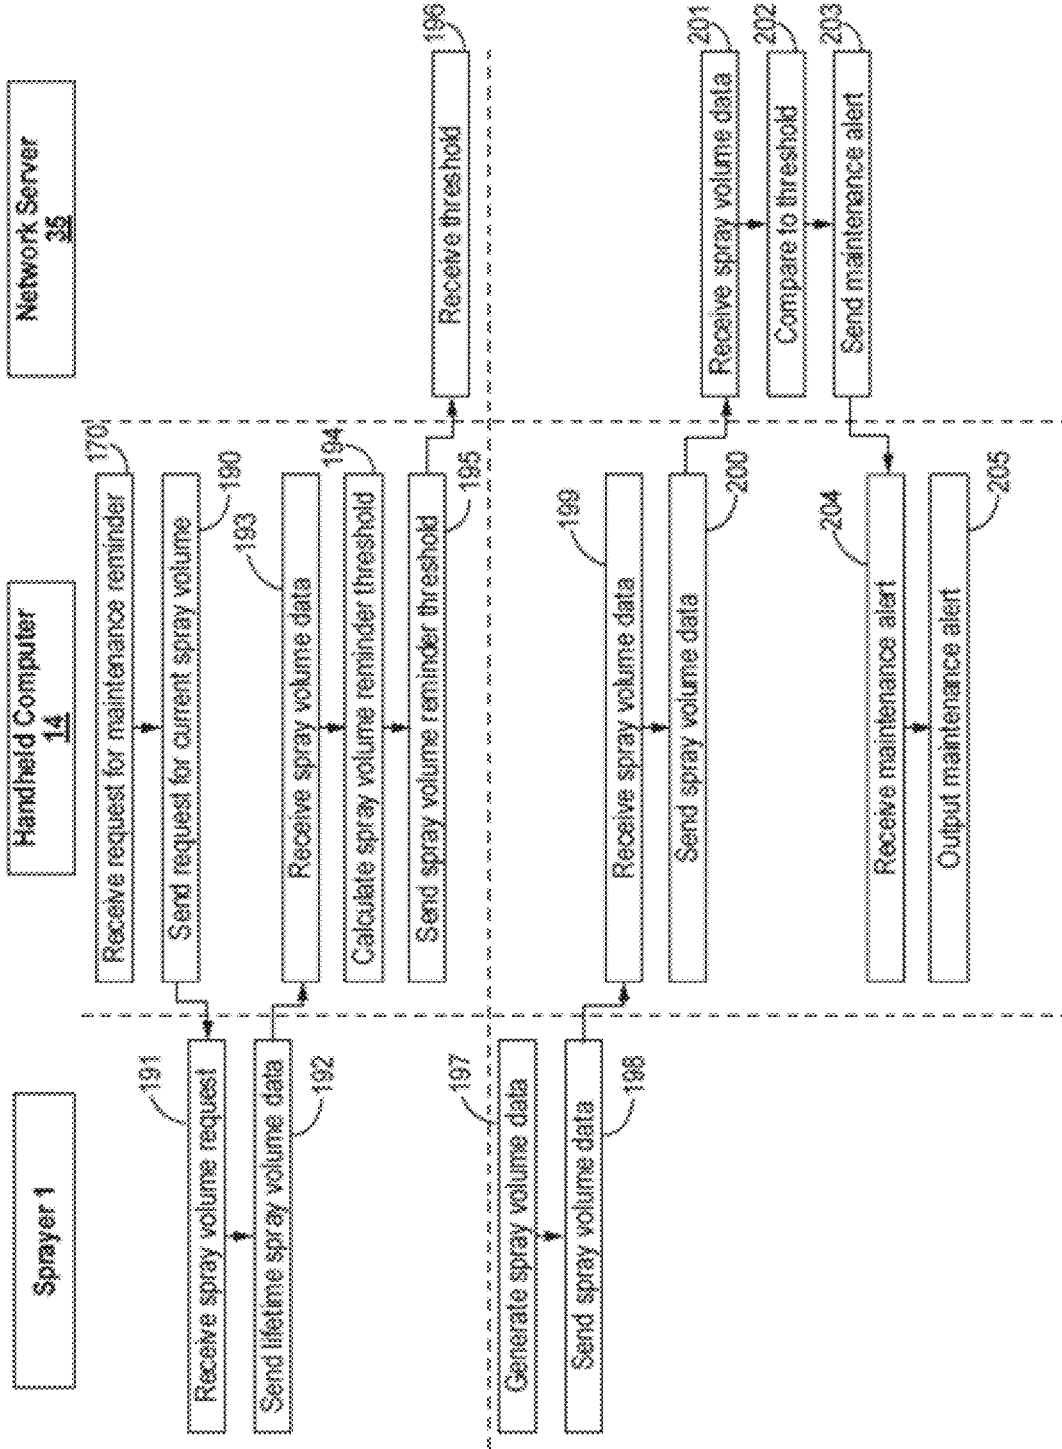 Sprayer 1
Handheld Computer
14
Network Server
35
Receive request for maintenance reminder
170
Send request for current spray volume
190
191
Receive spray volume request
Send lifetime spray volume data
192
193
Receive spray volume data
Calculate spray volume reminder threshold
194
Send spray volume reminder threshold
195
Receive threshold
196
Generate spray volume data
197
Send spray volume data
198
199
Receive spray volume data
Send spray volume data
200
Receive spray volume data
201
Compare to threshold
202
Send maintenance alert
203
204
Receive maintenance alert
Output maintenance alert
205